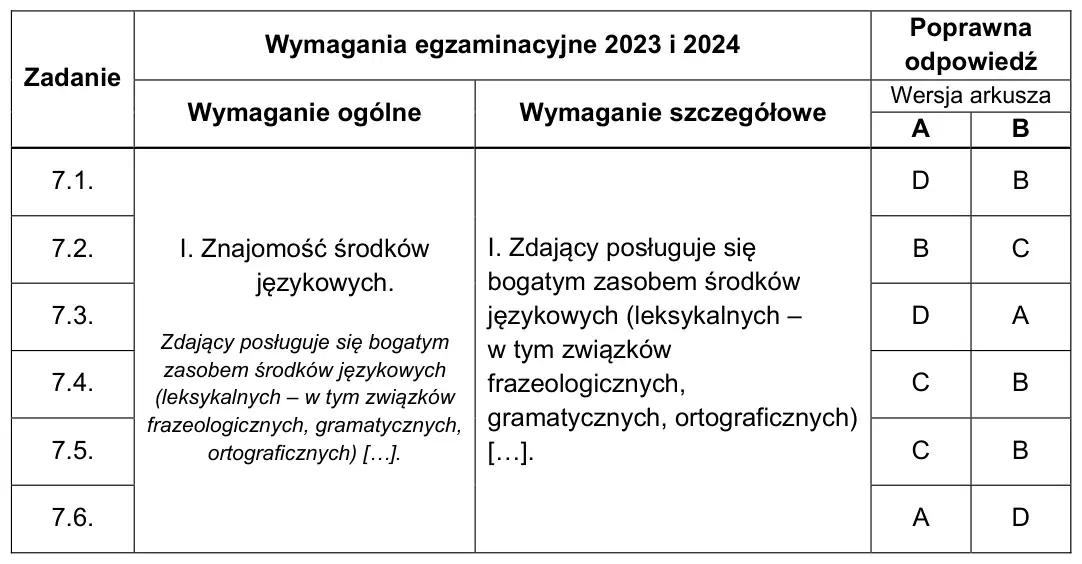 Zadanie
Wymagania egzaminacyjne 2023 i 2024
Poprawna
odpowiedź
Wymaganie ogólne
Wymaganie szczegółowe
Wersja arkusza
A B
7.1. D B
7.2. B C
7.3. D A
7.4. C B
7.5. C B
7.6. A D
I. Znajomość środków
językowych.
Zdający posługuje się bogatym
zasobem środków językowych
(leksykalnych – w tym związków
frazeologicznych, gramatycznych,
ortograficznych) […].
I. Zdający posługuje się
bogatym zasobem środków
językowych (leksykalnych –
w tym związków
frazeologicznych,
gramatycznych, ortograficznych)
[…].